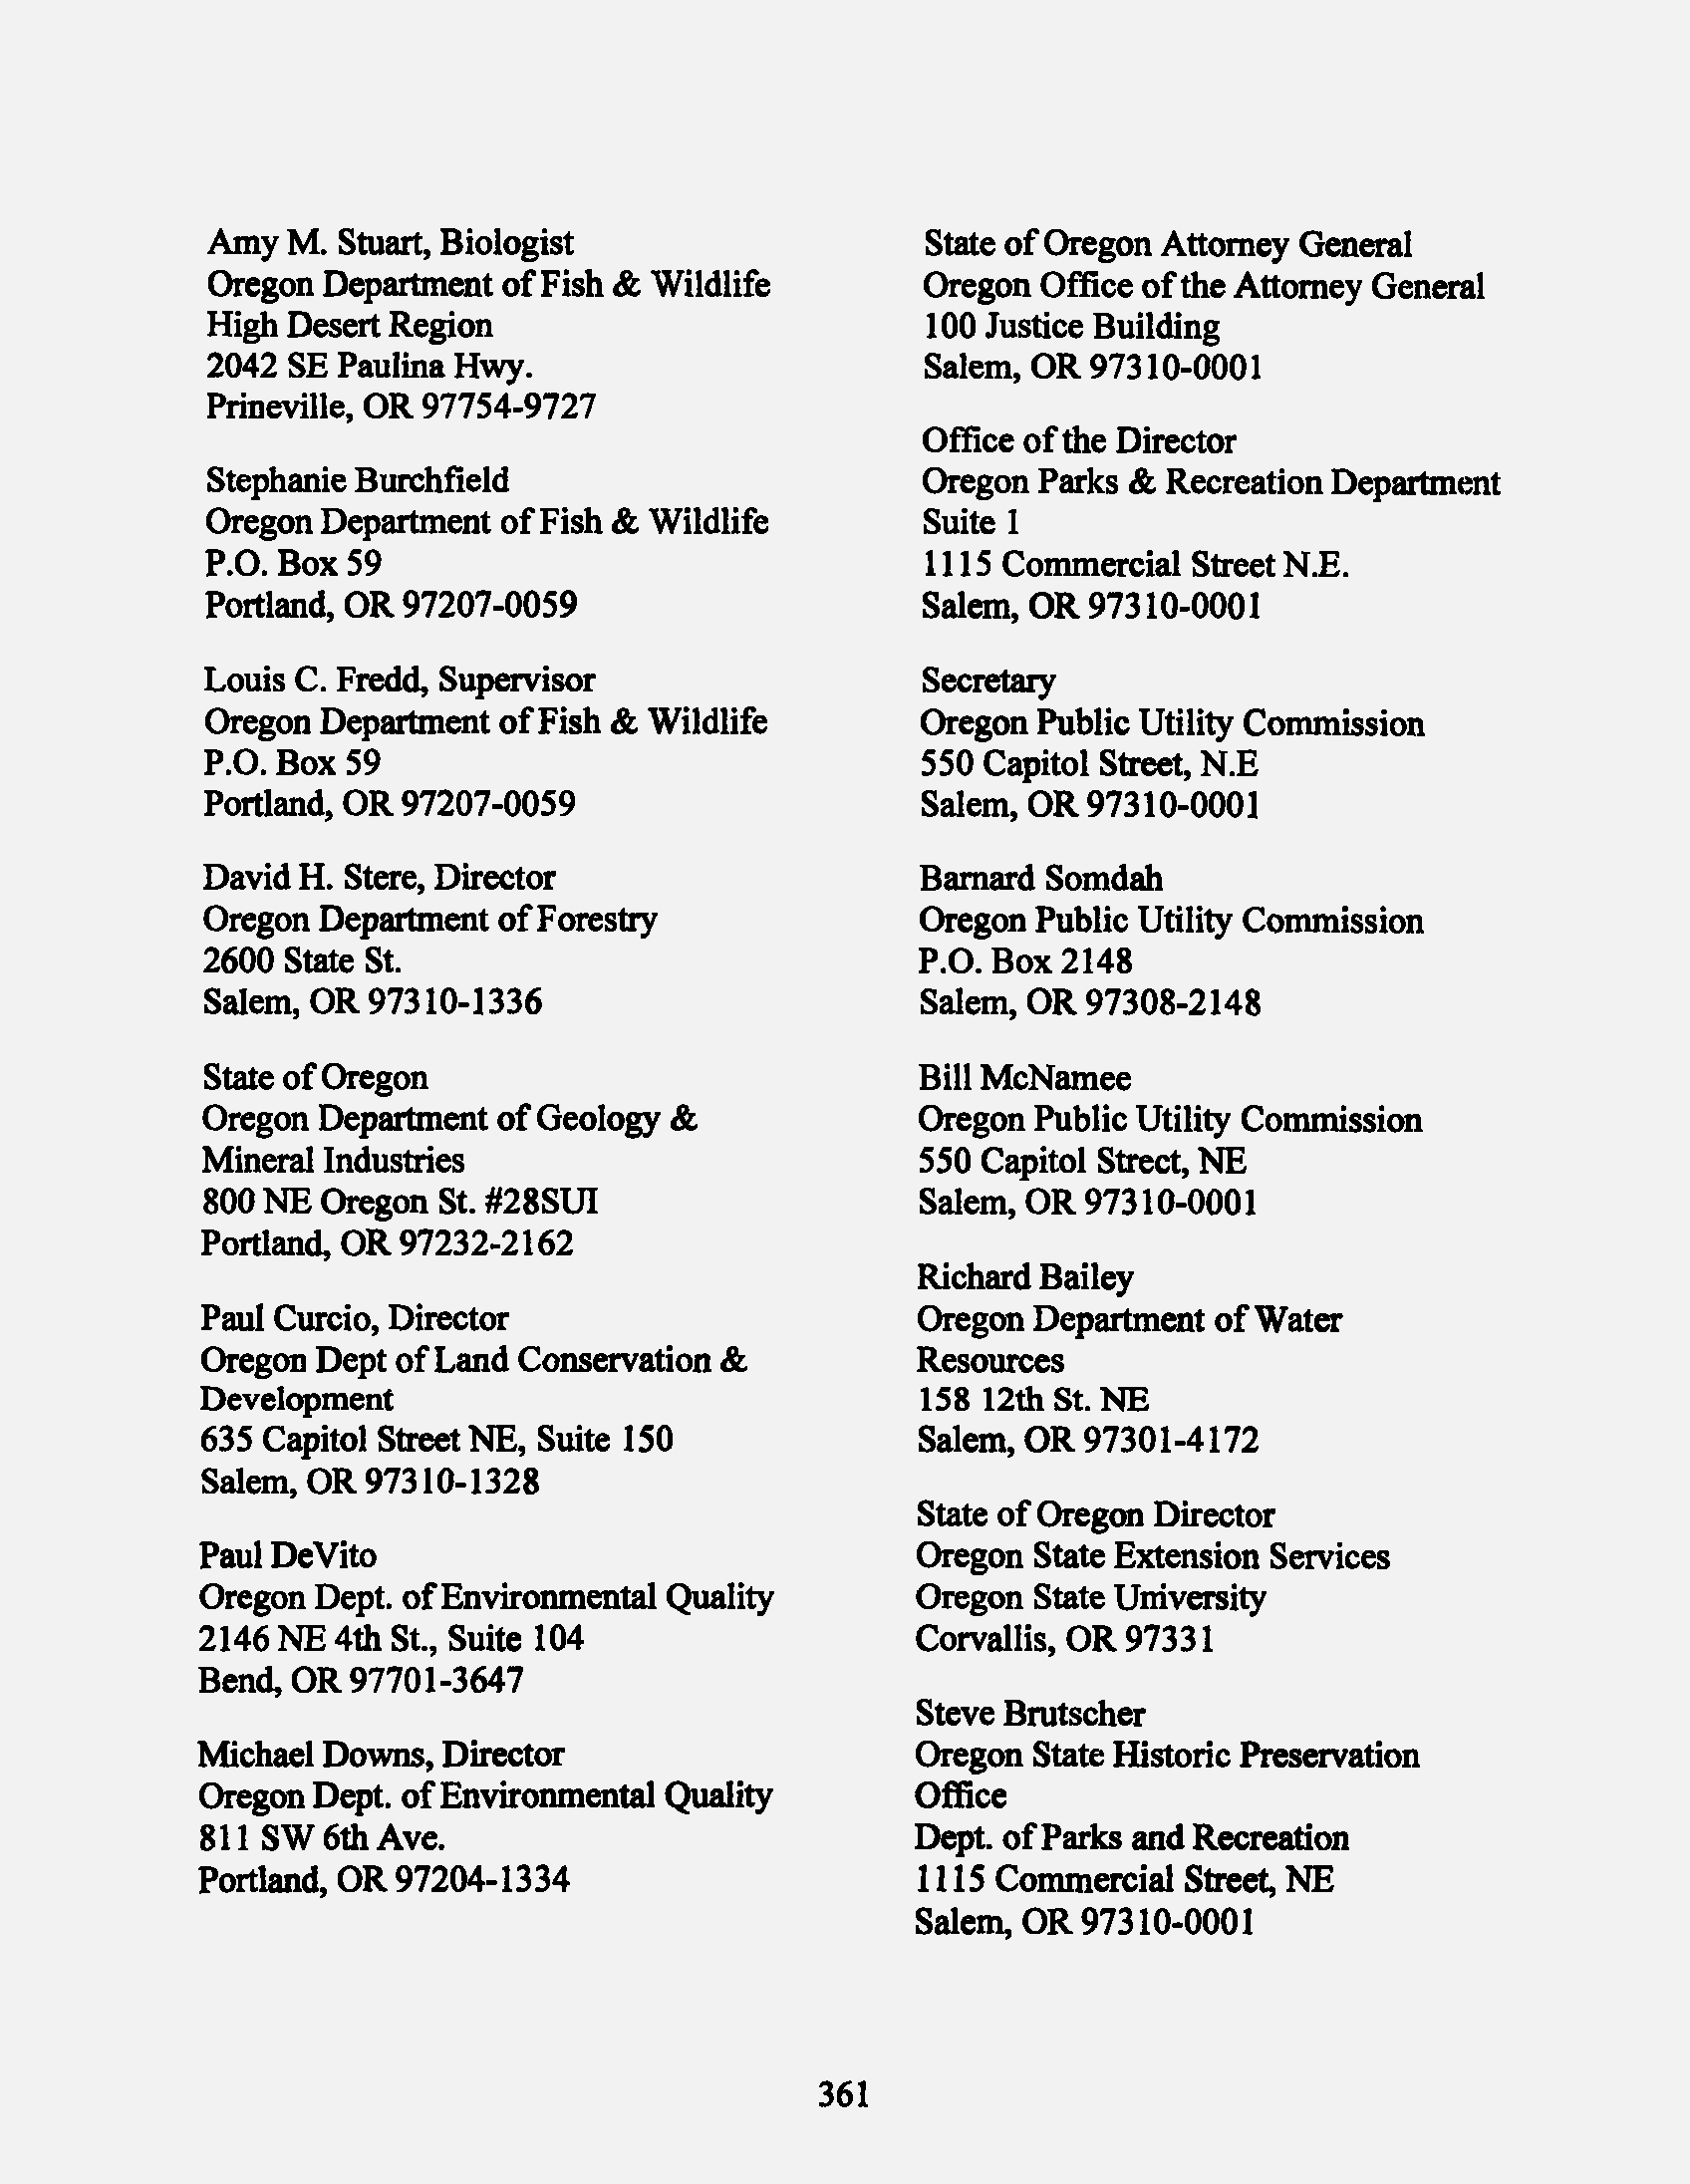 Amy M. Stuart, Biologist
Oregon Department of Fish & Wildlife
High Desert Region
2042 SE Paulina Hwy.
Prineville, OR 97754-9727
Stephanie Burchfield
Oregon Department of Fish & Wildlife
P.O. Box 59
Portland, OR 97207-0059
Louis C. Fredd, Supervisor
Oregon Department of Fish & Wildlife
P.O. Box 59
Portland, OR 97207-0059
David H. Stere, Director
Oregon Department of Forestry
2600 State St.
Salem, OR 97310-1336
State of Oregon
Oregon Department of Geology &
Mineral Industries
800 NE Oregon St. #28SUI
Portland, OR 97232-2162
Paul Curcio, Director
Oregon Dept of Land Conservation &
Development
635 Capitol Street NE, Suite 150
Salem, OR 97310-1328
Paul DeVito
Oregon Dept. of Environmental Quality
2146 NE 4th St., Suite 104
Bend, OR 97701-3647
Michael Downs, Director
Oregon Dept. of Environmental Quality
811 SW 6th Ave.
Portland, OR 97204-1334
State of Oregon Attorney General
Oregon Office of the Attorney General
100 Justice Building
Salem, OR 97310-0001
Office of the Director
Oregon Parks & Recreation Department
Suite 1
1115 Commercial Street N.E.
Salem, OR 97310-0001
Secretary
Oregon Public Utility Commission
550 Capitol Street, N.E
Salem, OR 97310-0001
Barnard Somdah
Oregon Public Utility Commission
P.O. Box 2148
Salem, OR 97308-2148
Bill McNamee
Oregon Public Utility Commission
550 Capitol Street, NE
Salem, OR 97310-0001
Richard Bailey
Oregon Department of Water
Resources
158 12th St. NE
Salem, OR 97301-4172
State of Oregon Director
Oregon State Extension Services
Oregon State University
Corvallis, OR 97331
Steve Brutscher
Oregon State Historic Preservation
Office
Dept. of Parks and Recreation
1115 Commercial Street, NE
Salem, OR 97310-0001
361